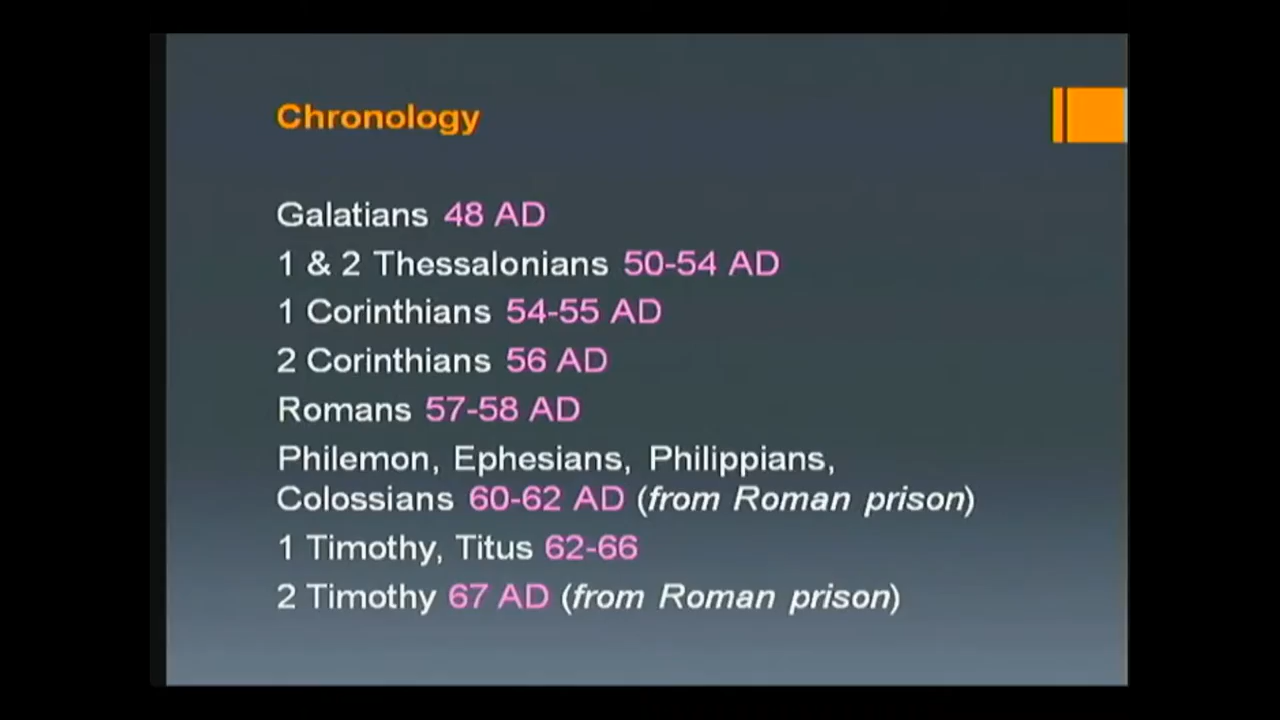 Chronology
Galatians 48 AD
1 & 2 Thessalonians 50-54 AD
1 Corinthians 54-55 AD
2 Corinthians 56 AD
Romans 57-58 AD
Philemon, Ephesians, Philippians,
Colossians 60-62 AD (from Roman prison)
1 Timothy, Titus 62-66
2 Timothy 67 AD (from Roman prison)